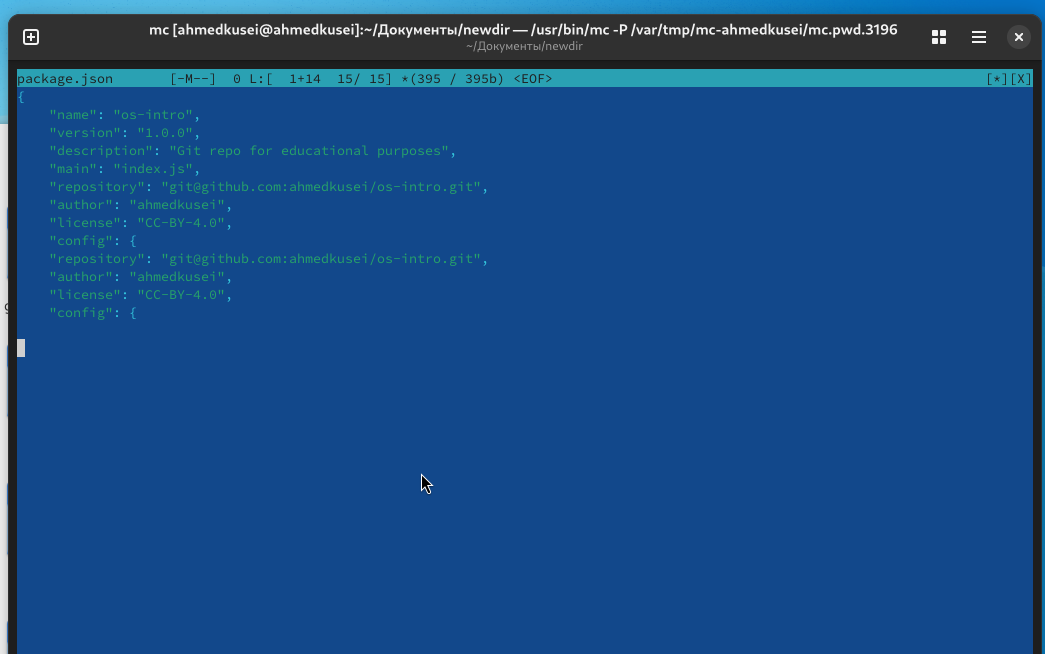 mc [ahmedkusei@ahmedkusei]:~/Документы/newdir — /usr/bin/mc -P /var/tmp/mc-ahmedkusei/mc.pwd.3196
~/Документы/newdir
package.json       [-M--]  0 L:[  1+14  15/ 15] *(395 / 395b) <EOF>                                                      [*][X]
{
    "name": "os-intro",
    "version": "1.0.0",
    "description": "Git repo for educational purposes",
    "main": "index.js",
    "repository": "git@github.com:ahmedkusei/os-intro.git",
    "author": "ahmedkusei",
    "license": "CC-BY-4.0",
    "config": {
    "repository": "git@github.com:ahmedkusei/os-intro.git",
    "author": "ahmedkusei",
    "license": "CC-BY-4.0",
    "config": {